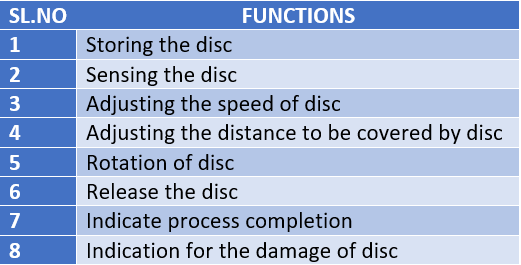 SL.NO FUNCTIONS
1 Storing the disc
2 Sensing the disc
3 Adjusting the speed of disc
4 Adjusting the distance to be covered by disc
5 Rotation of disc
6 Release the disc
7 Indicate process completion
8 Indication for the damage of disc